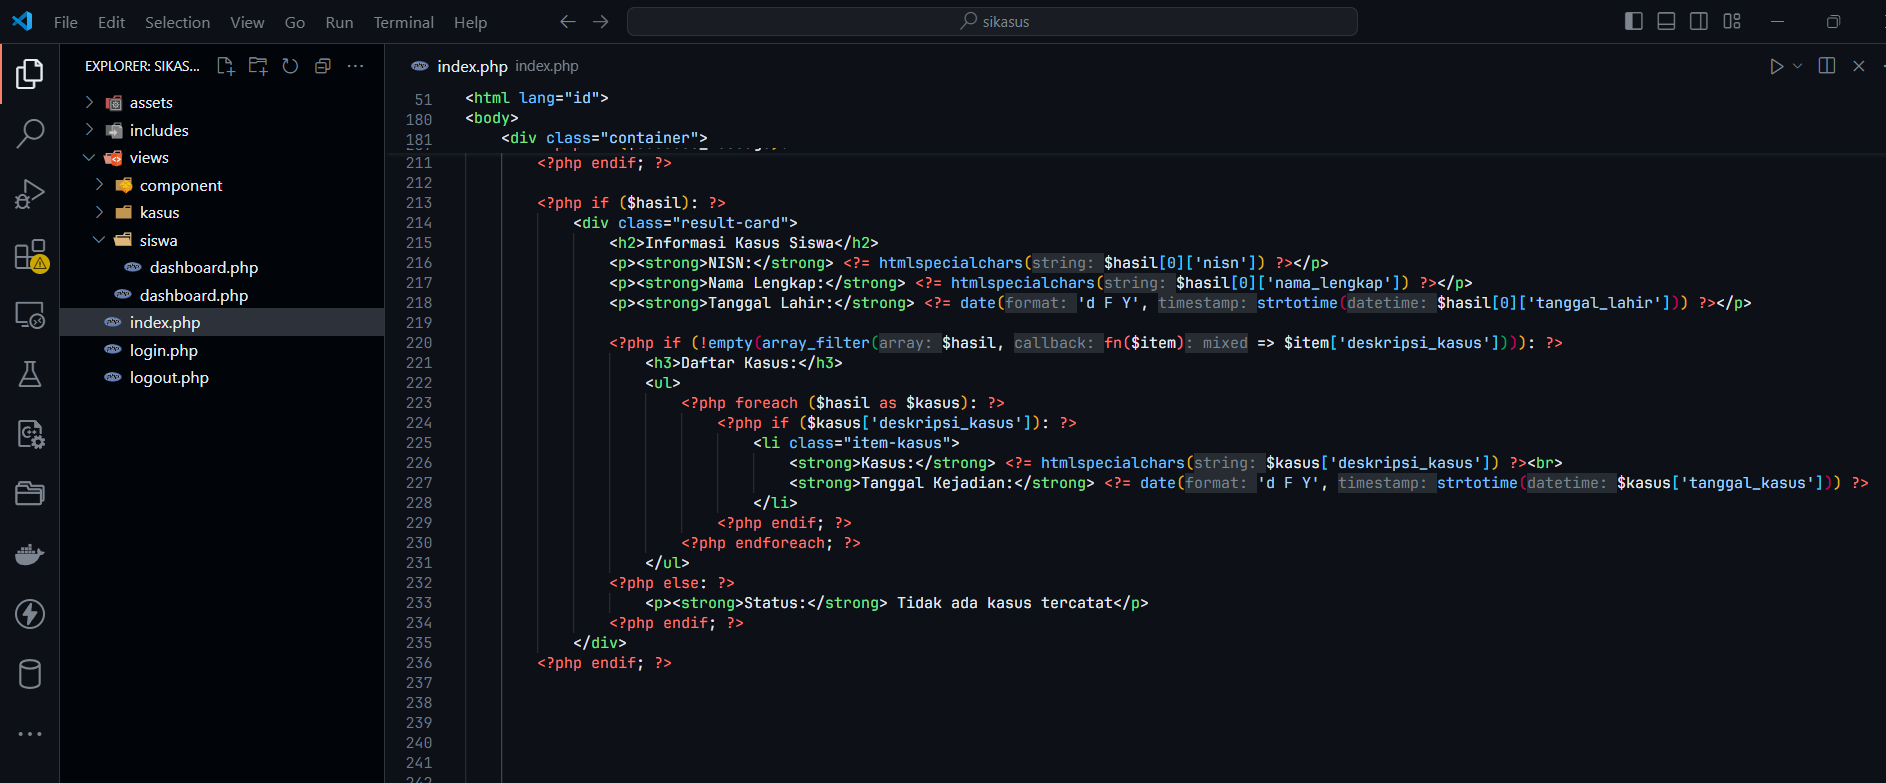 File Edit Selection View Go Run Terminal Help
sikasus
EXPLORER: SIKAS...
assets
includes
views
component
kasus
siswa
dashboard.php
dashboard.php
index.php
login.php
logout.php
index.php index.php
51 <html lang="id">
180 <body>
181 <div class="container">
211 <?php endif; ?>
212
213 <?php if ($hasil): ?>
214 <div class="result-card">
215 <h2>Informasi Kasus Siswa</h2>
216 <p><strong>NISN:</strong> <?= htmlspecialchars(string: $hasil[0]['nisn']) ?></p>
217 <p><strong>Nama Lengkap:</strong> <?= htmlspecialchars(string: $hasil[0]['nama_lengkap']) ?></p>
218 <p><strong>Tanggal Lahir:</strong> <?= date(format: 'd F Y', timestamp: strtotime(datetime: $hasil[0]['tanggal_lahir'])) ?></p>
219
220 <?php if (!empty(array_filter(array: $hasil, callback: fn($item): mixed => $item['deskripsi_kasus']))): ?>
221 <h3>Daftar Kasus:</h3>
222 <ul>
223 <?php foreach ($hasil as $kasus): ?>
224 <?php if ($kasus['deskripsi_kasus']): ?>
225 <li class="item-kasus">
226 <strong>Kasus:</strong> <?= htmlspecialchars(string: $kasus['deskripsi_kasus']) ?><br>
227 <strong>Tanggal Kejadian:</strong> <?= date(format: 'd F Y', timestamp: strtotime(datetime: $kasus['tanggal_kasus'])) ?>
228 </li>
229 <?php endif; ?>
230 <?php endforeach; ?>
231 </ul>
232 <?php else: ?>
233 <p><strong>Status:</strong> Tidak ada kasus tercatat</p>
234 <?php endif; ?>
235 </div>
236 <?php endif; ?>
237
238
239
240
241